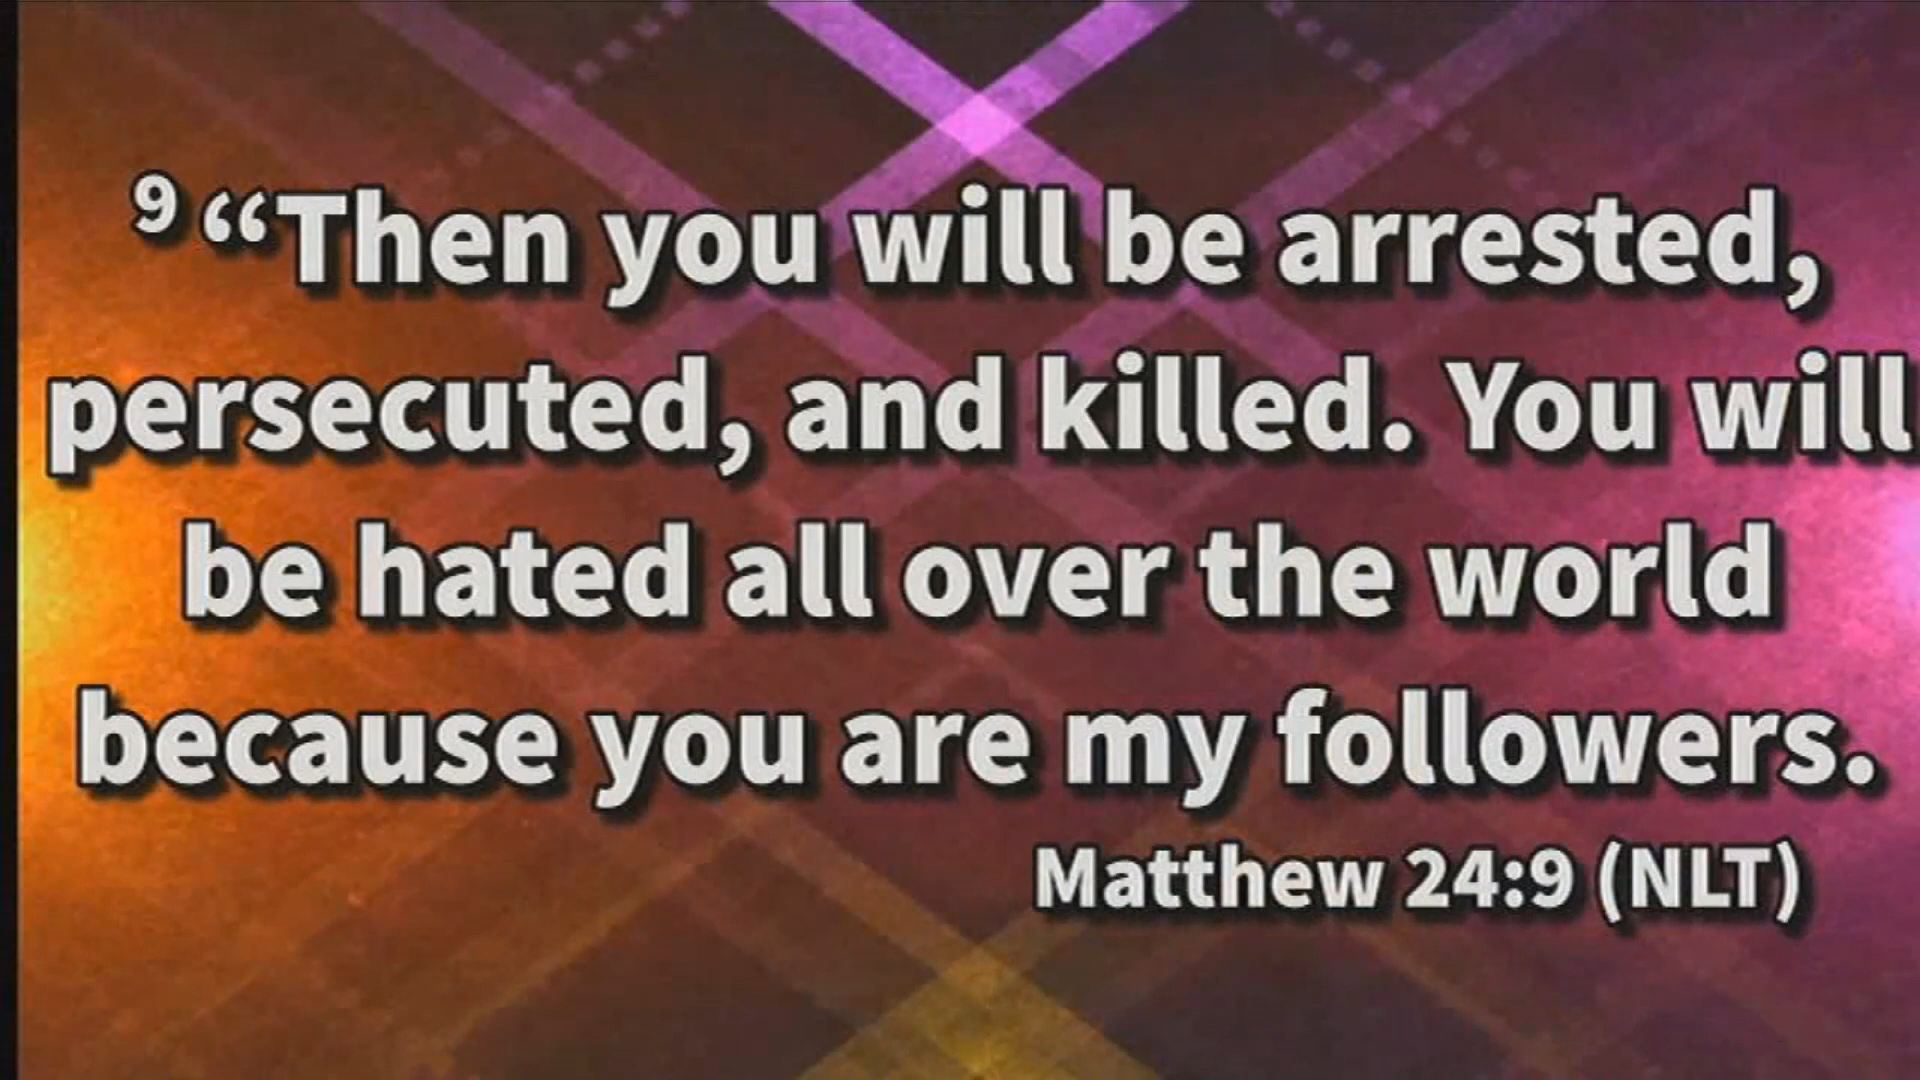 ⁹ “Then you will be arrested,
persecuted, and killed. You will
be hated all over the world
because you are my followers.
Matthew 24:9 (NLT)